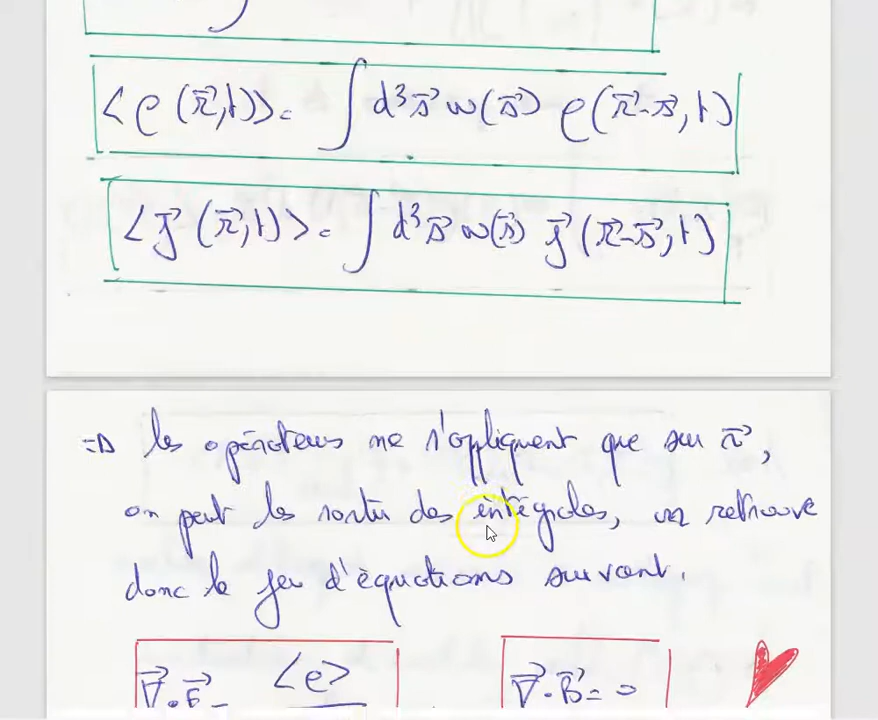 <ρ(r⃗,t)> = ∫ d³s⃗ w(s⃗) ρ(r⃗-s⃗,t)
<j⃗(r⃗,t)> = ∫ d³s⃗ w(s⃗) j⃗(r⃗-s⃗,t)
=> les opérateurs ne s'appliquent que sur r⃗,
on peut les sortir des intégrales, on retrouve
donc le jeu d'équations suivant.
∇⃗·E⃗ = <ρ> ∇⃗·B⃗ = 0